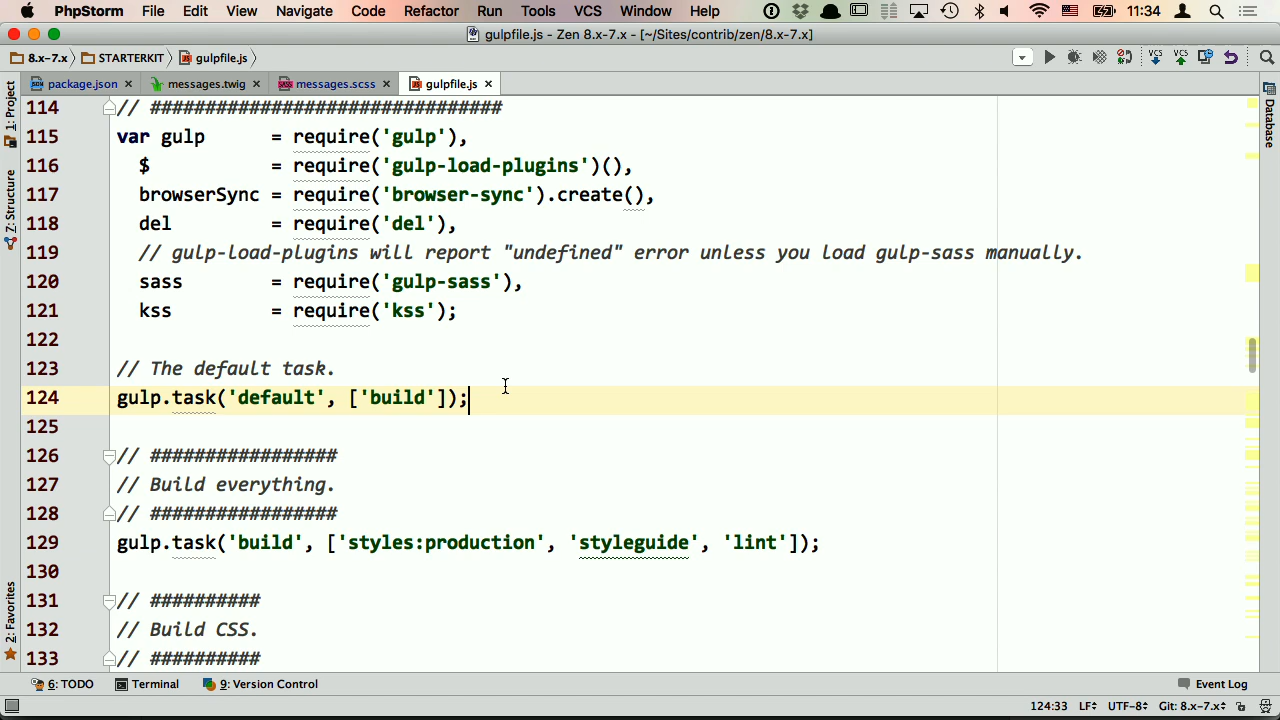 PhpStorm File Edit View Navigate Code Refactor Run Tools VCS Window Help 11:34
gulpfile.js - Zen 8.x-7.x - [~/Sites/contrib/zen/8.x-7.x]
8.x-7.x STARTERKIT gulpfile.js
VCS VCS
package.json messages.twig messages.scss gulpfile.js
1: Project
Z: Structure
2: Favorites
Database
114 // ################################
115 var gulp = require('gulp'),
116 $ = require('gulp-load-plugins')(),
117 browserSync = require('browser-sync').create(),
118 del = require('del'),
119 // gulp-load-plugins will report "undefined" error unless you load gulp-sass manually.
120 sass = require('gulp-sass'),
121 kss = require('kss');
122
123 // The default task.
124 gulp.task('default', ['build']);
125
126 // #################
127 // Build everything.
128 // #################
129 gulp.task('build', ['styles:production', 'styleguide', 'lint']);
130
131 // ##########
132 // Build CSS.
133 // ##########
6: TODO Terminal 9: Version Control Event Log
124:33 LF UTF-8 Git: 8.x-7.x